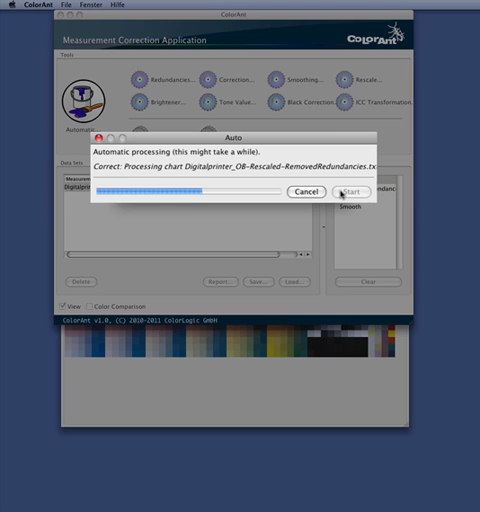 ColorAnt File Fenster Hilfe
ColorAnt
Measurement Correction Application
ColorAnt
Tools
Redundancies... Correction... Smoothing... Rescale...
Brightener... Tone Value... Black Correction... ICC Transformation...
Automatic...
Auto
Automatic processing (this might take a while).
Correct: Processing chart Digitalprinter_OB-Rescaled-RemovedRedundancies.tx
Cancel Start
Data Sets
Smooth
Delete Report... Save... Load... Clear
View Color Comparison
ColorAnt v1.0, (C) 2010-2011 ColorLogic GmbH